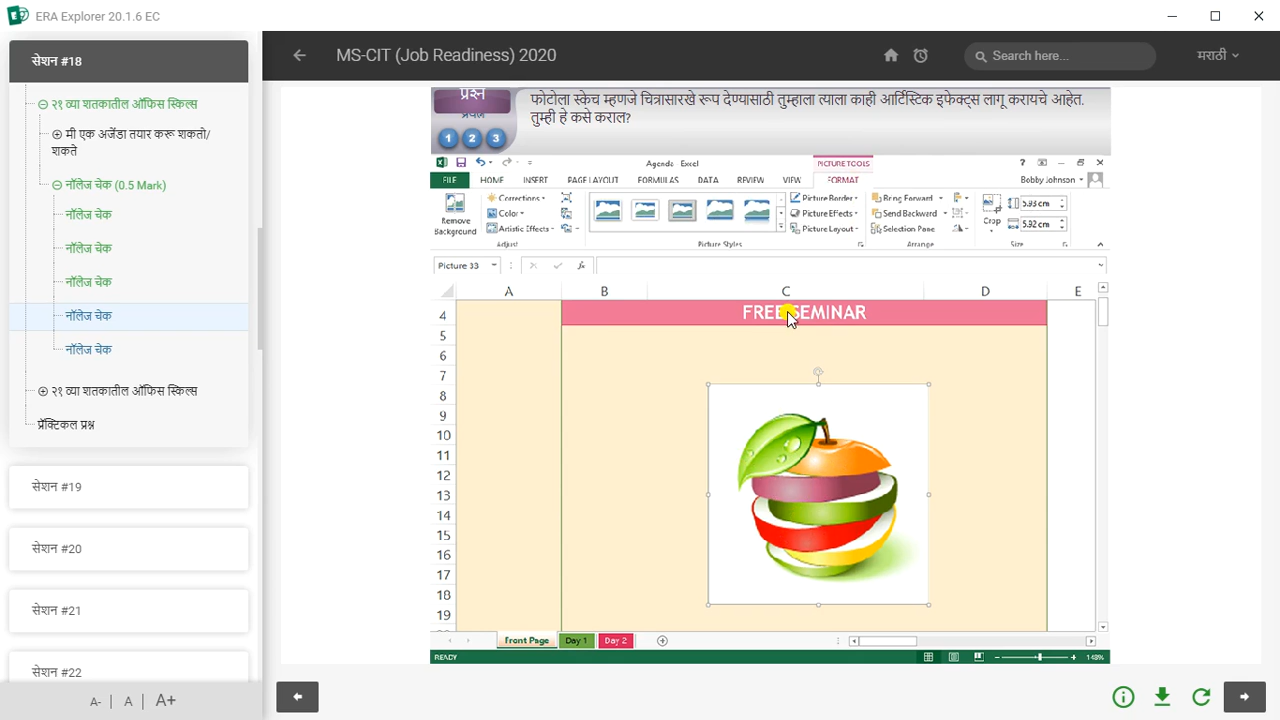 ERA Explorer 20.1.6 EC
सेशन #18
MS-CIT (Job Readiness) 2020
Search here...
मराठी
२१ व्या शतकातील ऑफिस स्किल्स
मी एक अजेंडा तयार करू शकतो/
शकते
नॉलेज चेक (0.5 Mark)
नॉलेज चेक
नॉलेज चेक
नॉलेज चेक
नॉलेज चेक
नॉलेज चेक
२१ व्या शतकातील ऑफिस स्किल्स
प्रॅक्टिकल प्रश्न
सेशन #19
सेशन #20
सेशन #21
सेशन #22
A- | A | A+
प्रश्न
प्रयत्न
1 2 3
फोटोला स्केच म्हणजे चित्रासारखे रूप देण्यासाठी तुम्हाला त्याला काही आर्टिस्टिक इफेक्ट्स लागू करायचे आहेत.
तुम्ही हे कसे कराल?
Agenda - Excel
PICTURE TOOLS
FILE HOME INSERT PAGE LAYOUT FORMULAS DATA REVIEW VIEW FORMAT
Bobby Johnson
Remove
Background
Corrections
Color
Artistic Effects
Adjust
Picture Styles
Picture Border
Picture Effects
Picture Layout
Bring Forward
Send Backward
Selection Pane
Arrange
Crop
5.93 cm
5.92 cm
Size
Picture 33
fx
A B C D E
4
FREE SEMINAR
5
6
7
8
9
10
11
12
13
14
15
16
17
18
19
Front Page Day 1 Day 2
READY
148%